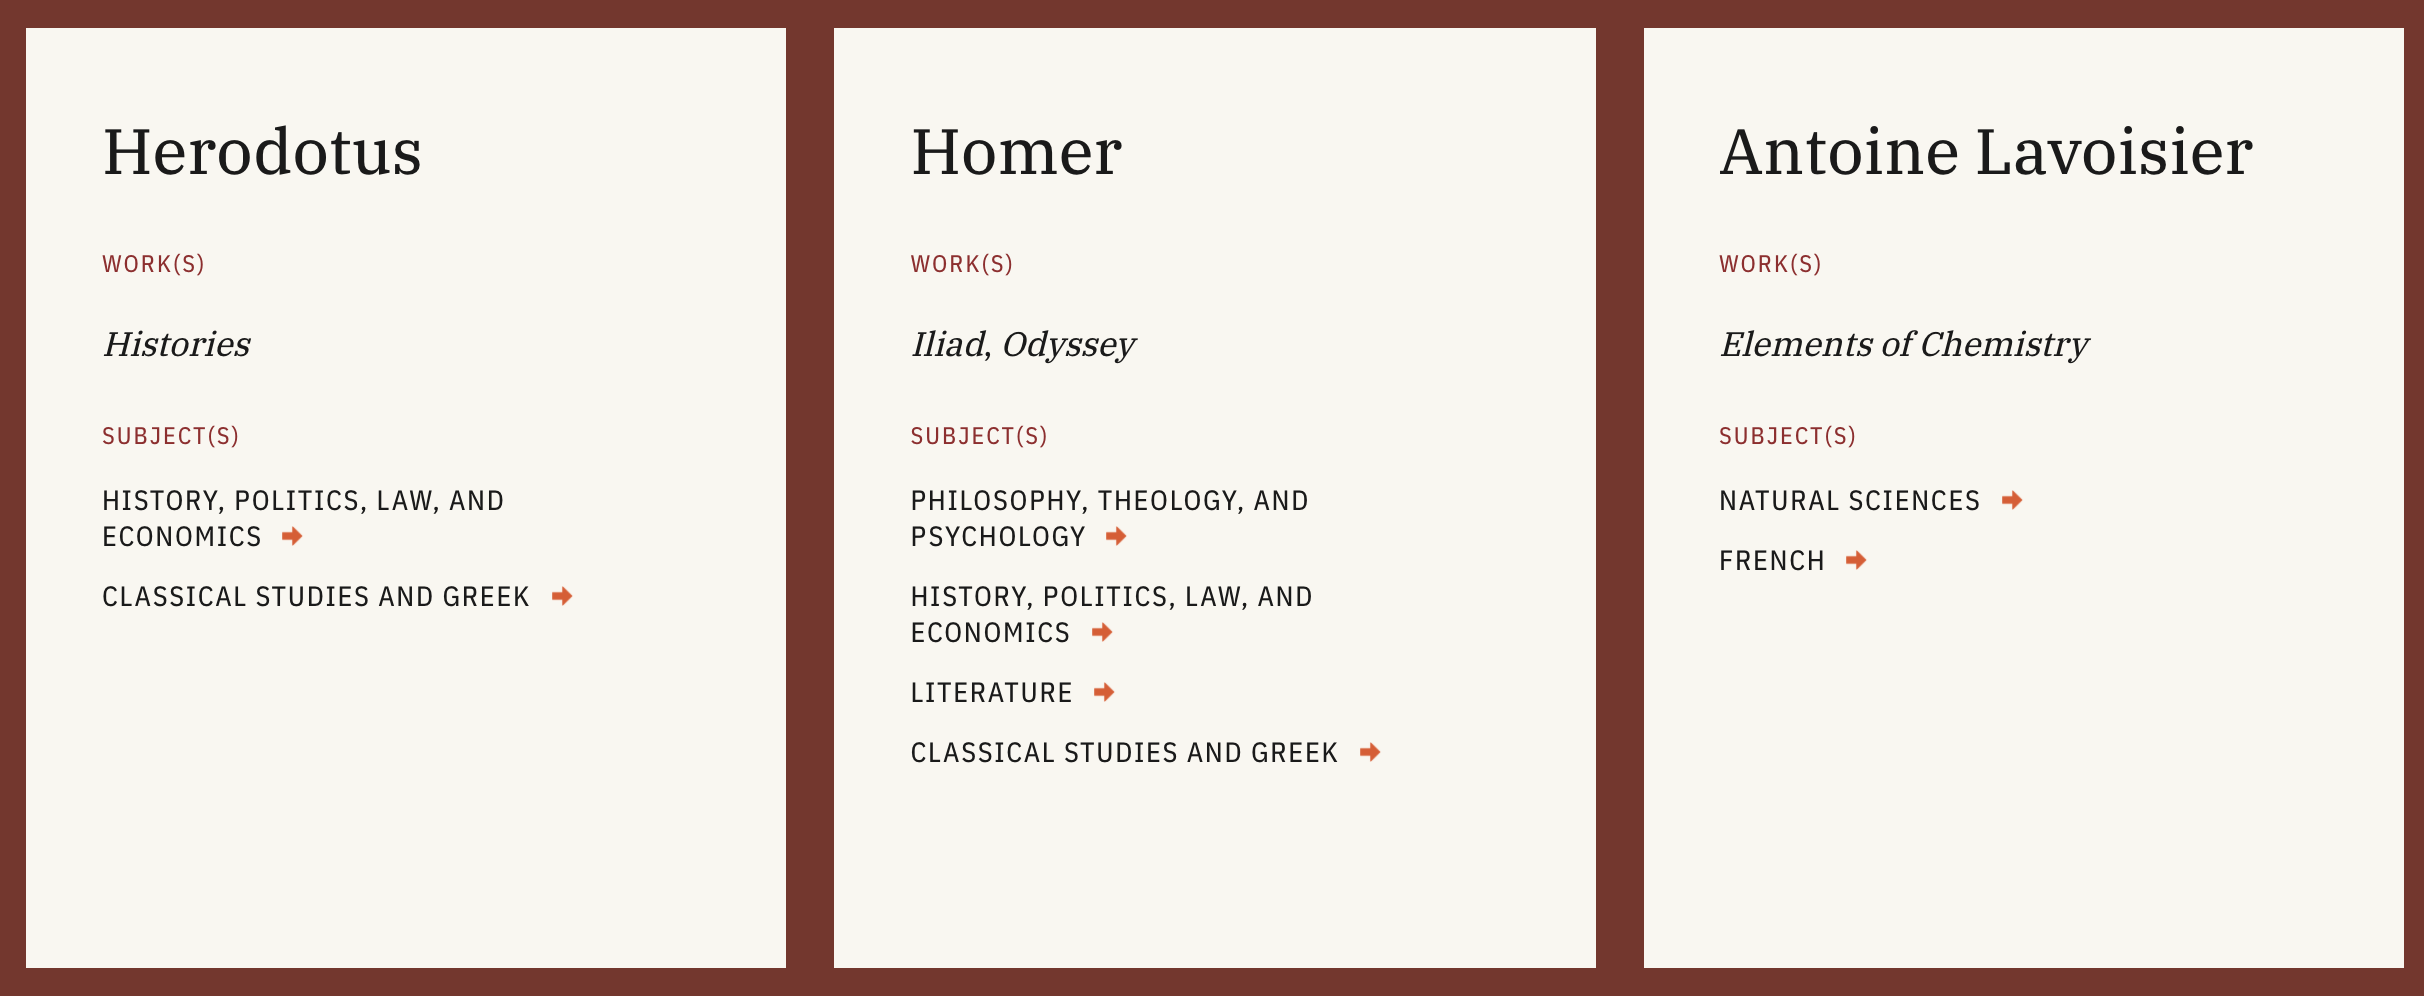 Herodotus
WORK(S)
Histories
SUBJECT(S)
HISTORY, POLITICS, LAW, AND
ECONOMICS
CLASSICAL STUDIES AND GREEK
Homer
WORK(S)
Iliad, Odyssey
SUBJECT(S)
PHILOSOPHY, THEOLOGY, AND
PSYCHOLOGY
HISTORY, POLITICS, LAW, AND
ECONOMICS
LITERATURE
CLASSICAL STUDIES AND GREEK
Antoine Lavoisier
WORK(S)
Elements of Chemistry
SUBJECT(S)
NATURAL SCIENCES
FRENCH